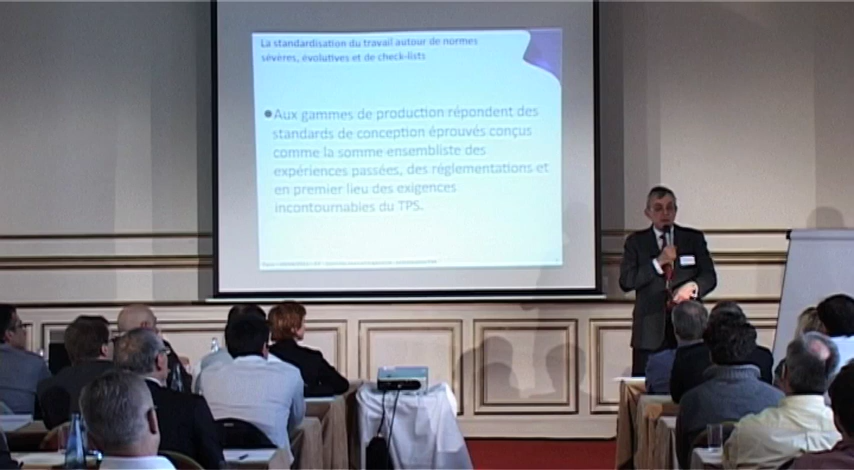 La standardisation du travail autour de normes
sévères, évolutives et de check-lists
●Aux gammes de production répondent des
standards de conception éprouvés conçus
comme la somme ensembliste des
expériences passées, des réglementations et
en premier lieu des exigences
incontournables du TPS.